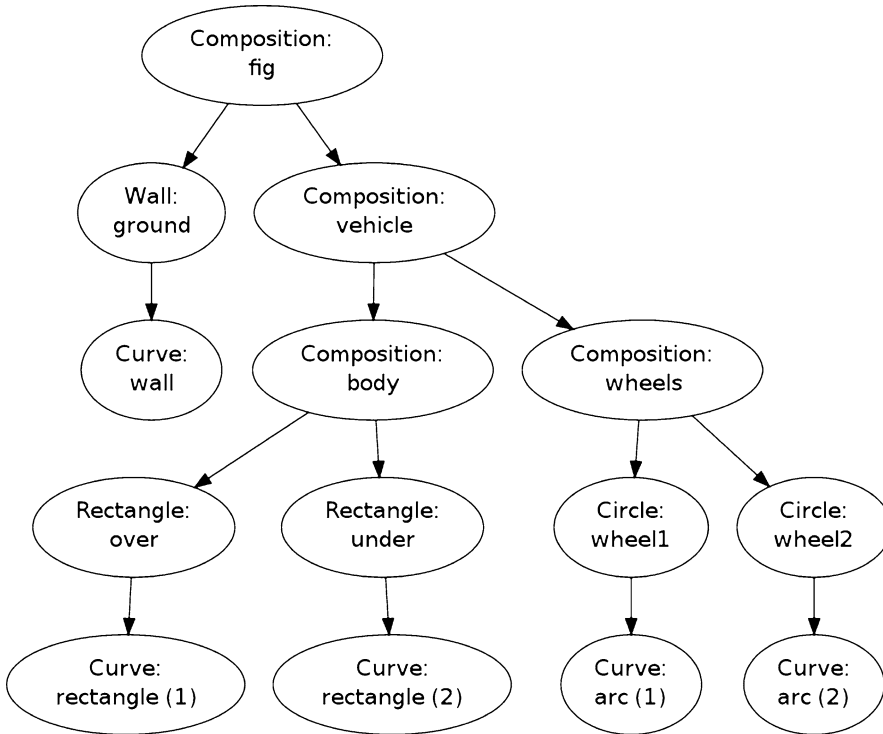 Composition:
fig
Wall:
ground
Composition:
vehicle
Curve:
wall
Composition:
body
Composition:
wheels
Rectangle:
over
Rectangle:
under
Circle:
wheel1
Circle:
wheel2
Curve:
rectangle (1)
Curve:
rectangle (2)
Curve:
arc (1)
Curve:
arc (2)